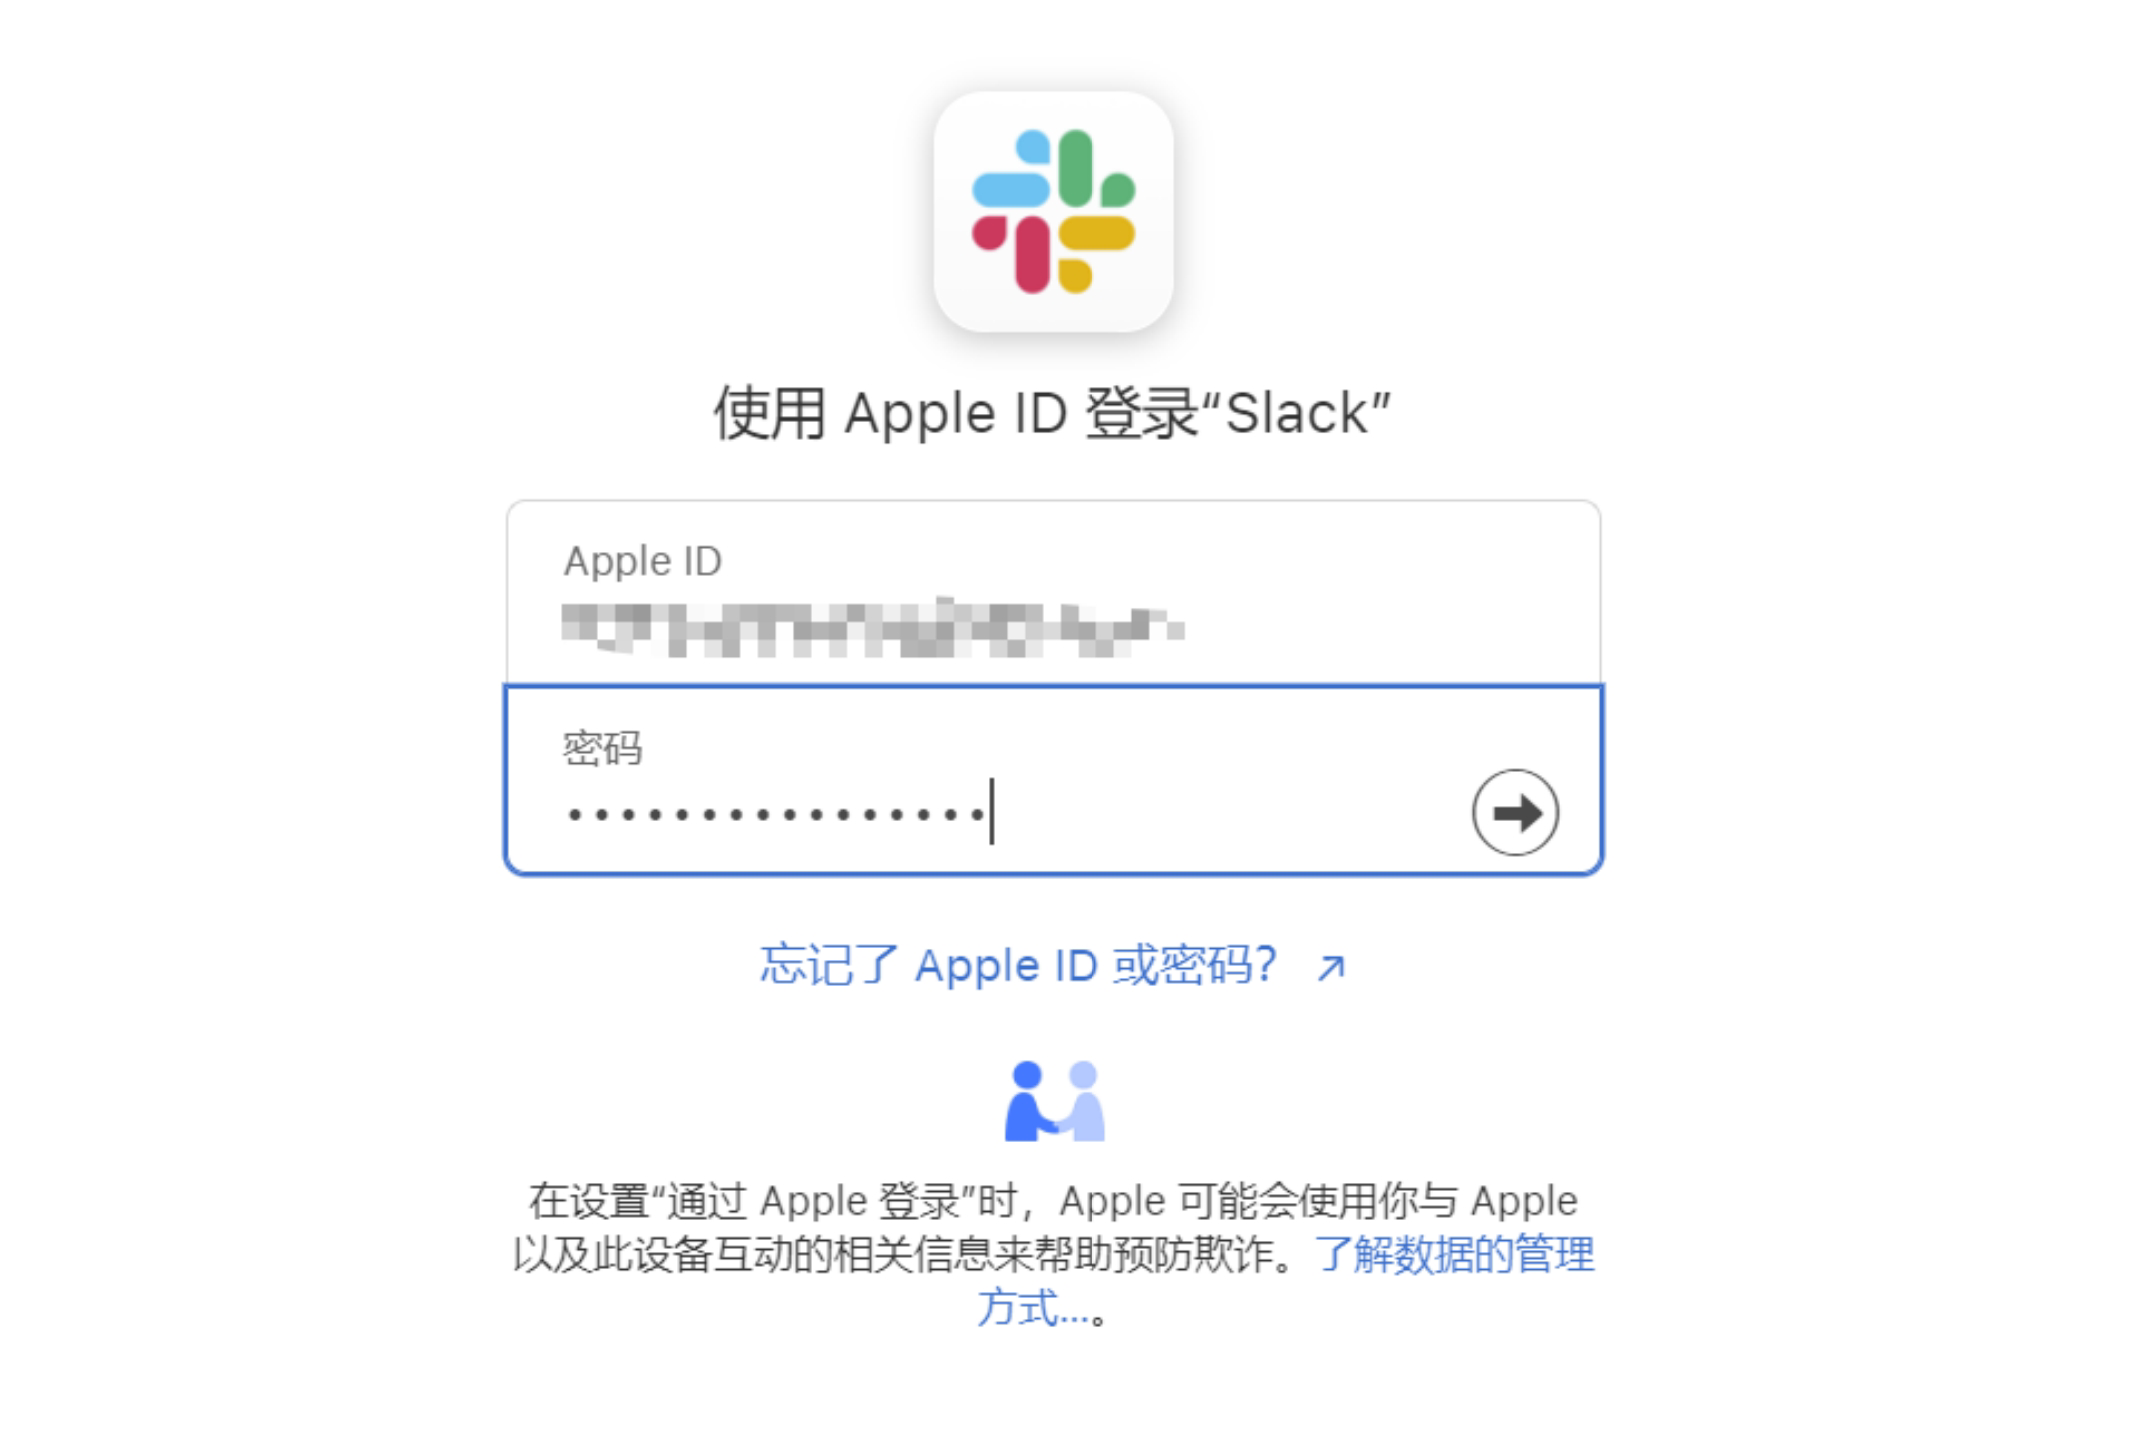 使用 Apple ID 登录“Slack”
Apple ID
密码
忘记了 Apple ID 或密码？ ↗
在设置“通过 Apple 登录”时，Apple 可能会使用你与 Apple
以及此设备互动的相关信息来帮助预防欺诈。了解数据的管理
方式...。